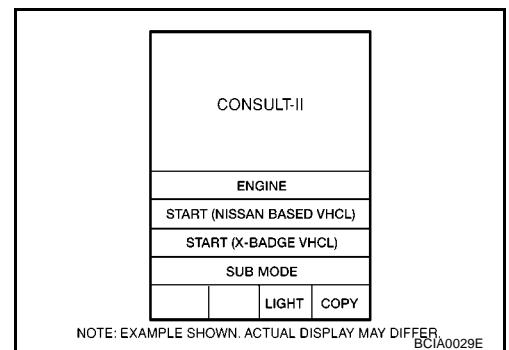 CONSULT-II
ENGINE
START (NISSAN BASED VHCL)
START (X-BADGE VHCL)
SUB MODE
LIGHT COPY
NOTE: EXAMPLE SHOWN. ACTUAL DISPLAY MAY DIFFER.
BCIA0029E